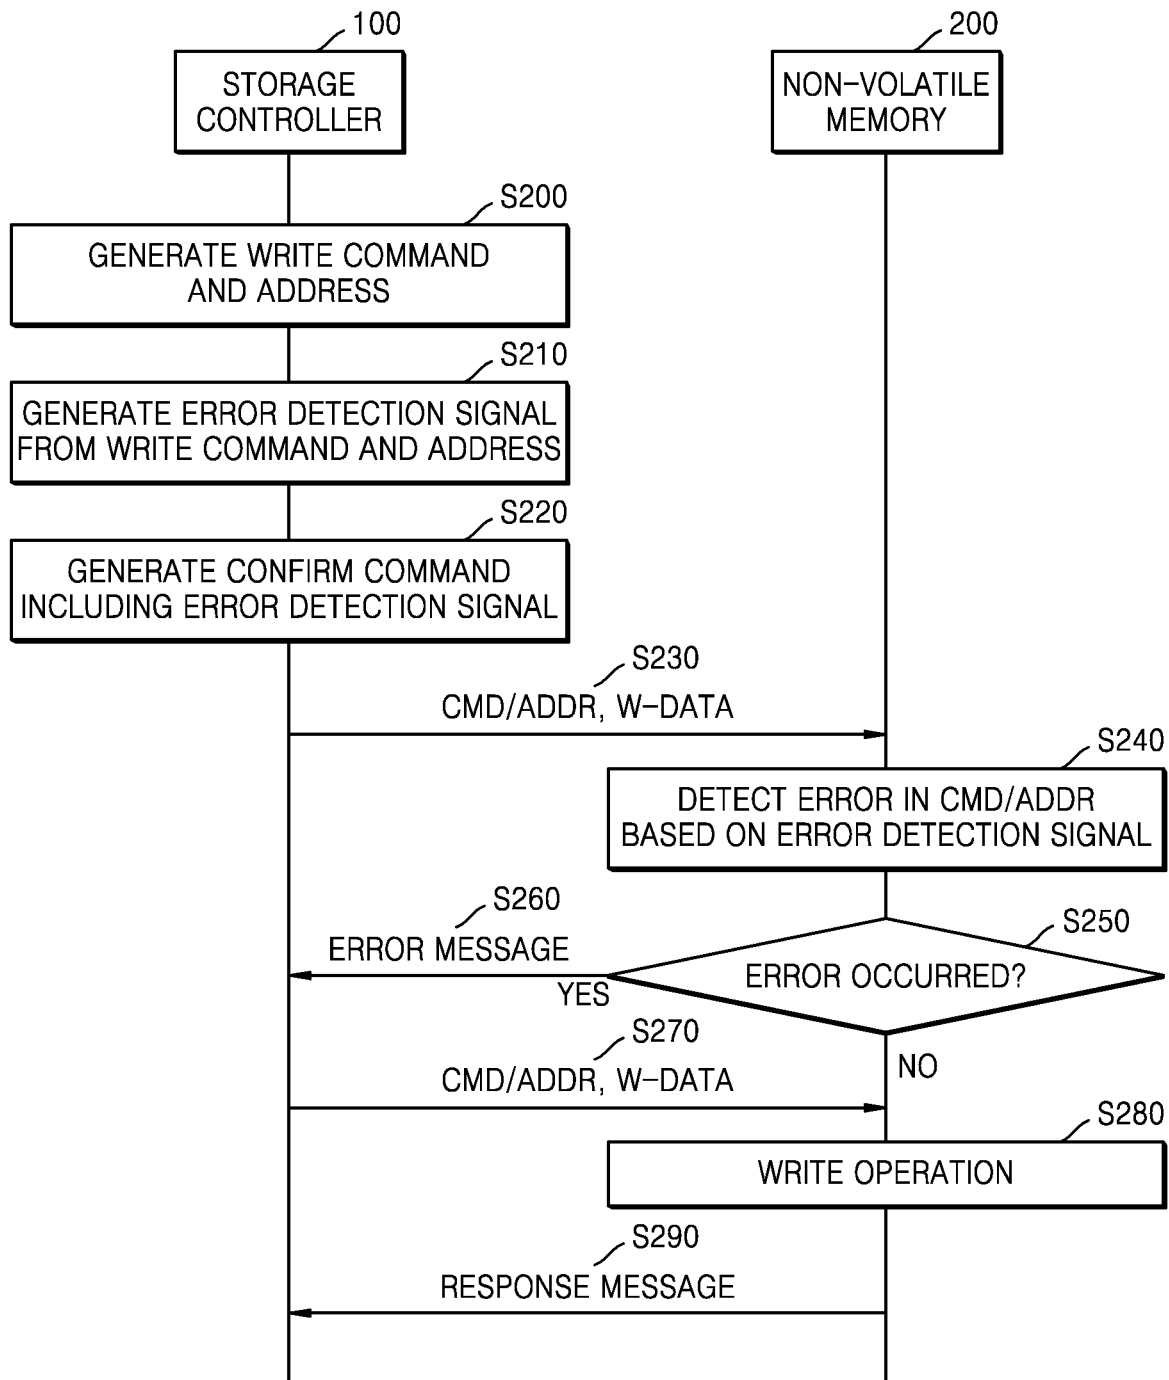 100
200
STORAGE
CONTROLLER
NON-VOLATILE
MEMORY
S200
GENERATE WRITE COMMAND
AND ADDRESS
S210
GENERATE ERROR DETECTION SIGNAL
FROM WRITE COMMAND AND ADDRESS
S220
GENERATE CONFIRM COMMAND
INCLUDING ERROR DETECTION SIGNAL
S230
CMD/ADDR, W-DATA
S240
DETECT ERROR IN CMD/ADDR
BASED ON ERROR DETECTION SIGNAL
S260
ERROR MESSAGE
S250
ERROR OCCURRED?
YES
S270
CMD/ADDR, W-DATA
NO
S280
WRITE OPERATION
S290
RESPONSE MESSAGE